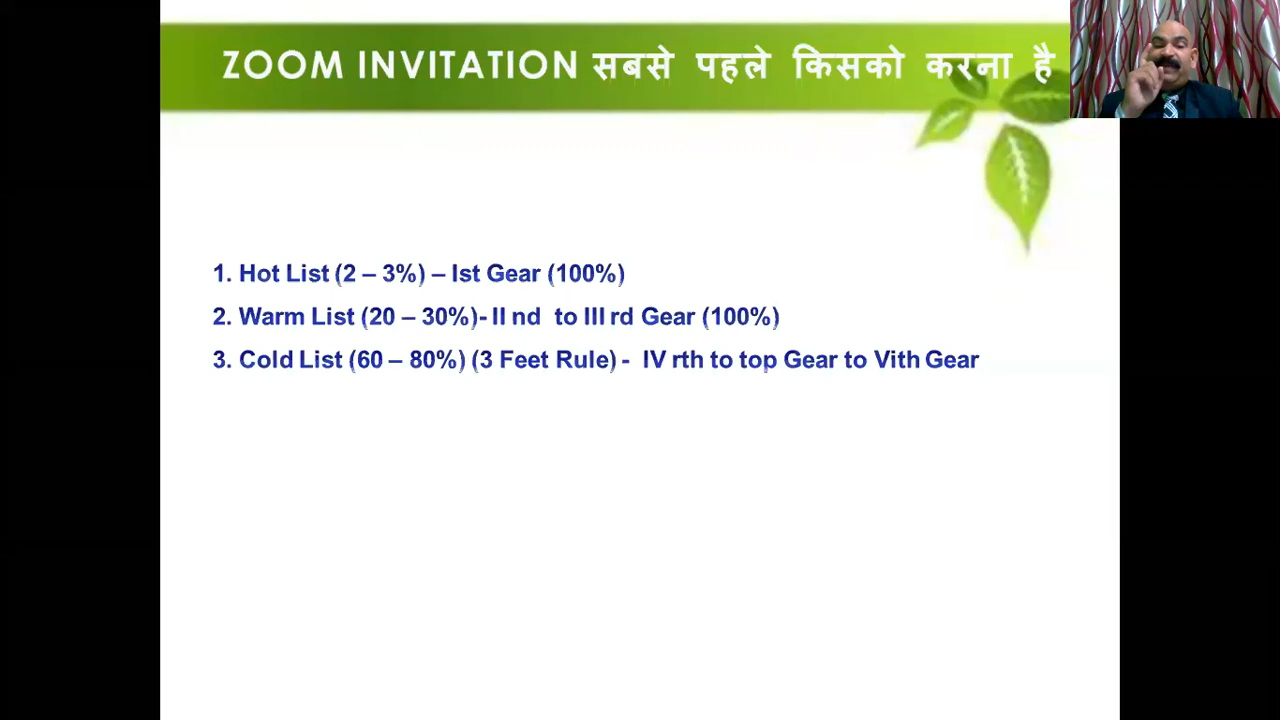 ZOOM INVITATION सबसे पहले किसको करना है
1. Hot List (2 – 3%) – Ist Gear (100%)
2. Warm List (20 – 30%)- II nd to III rd Gear (100%)
3. Cold List (60 – 80%) (3 Feet Rule) - IV rth to top Gear to Vith Gear